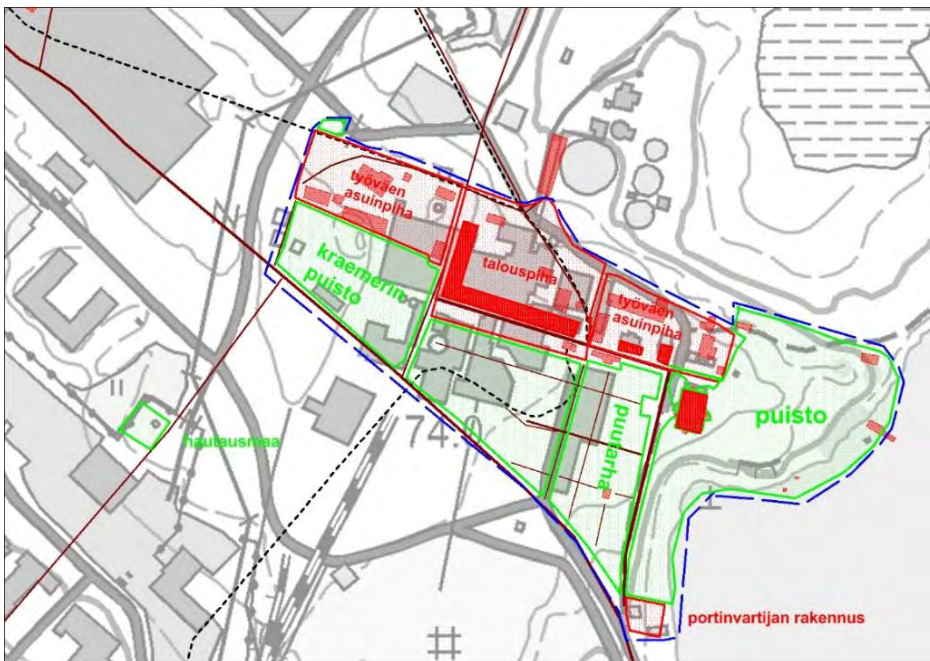 työväen
asuinpiha
kraemerin
puisto
talouspiha
työväen
asuinpiha
puisto
puutarha
hautausmaa
74.0
portinvartijan rakennus